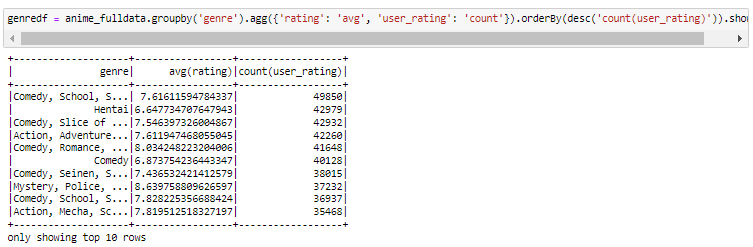 genredf = anime_fulldata.groupby('genre').agg({'rating': 'avg', 'user_rating': 'count'}).orderBy(desc('count(user_rating)')).sho
+--------------------+-----------------+------------------+
|               genre|      avg(rating)|count(user_rating)|
+--------------------+-----------------+------------------+
|Comedy, School, S...| 7.61611594784337|             49850|
|              Hentai|6.647734707647943|             42979|
|Comedy, Slice of ...|7.546397326004867|             42932|
|Action, Adventure...|7.611947468055045|             42260|
|Comedy, Romance, ...|8.034248223204006|             41648|
|              Comedy|6.873754236443347|             40128|
|Comedy, Seinen, S...|7.436532421412579|             38015|
|Mystery, Police, ...|8.639758809626597|             37232|
|Comedy, School, S...|7.828225356688424|             36937|
|Action, Mecha, Sc...|7.819512518327197|             35468|
+--------------------+-----------------+------------------+
only showing top 10 rows